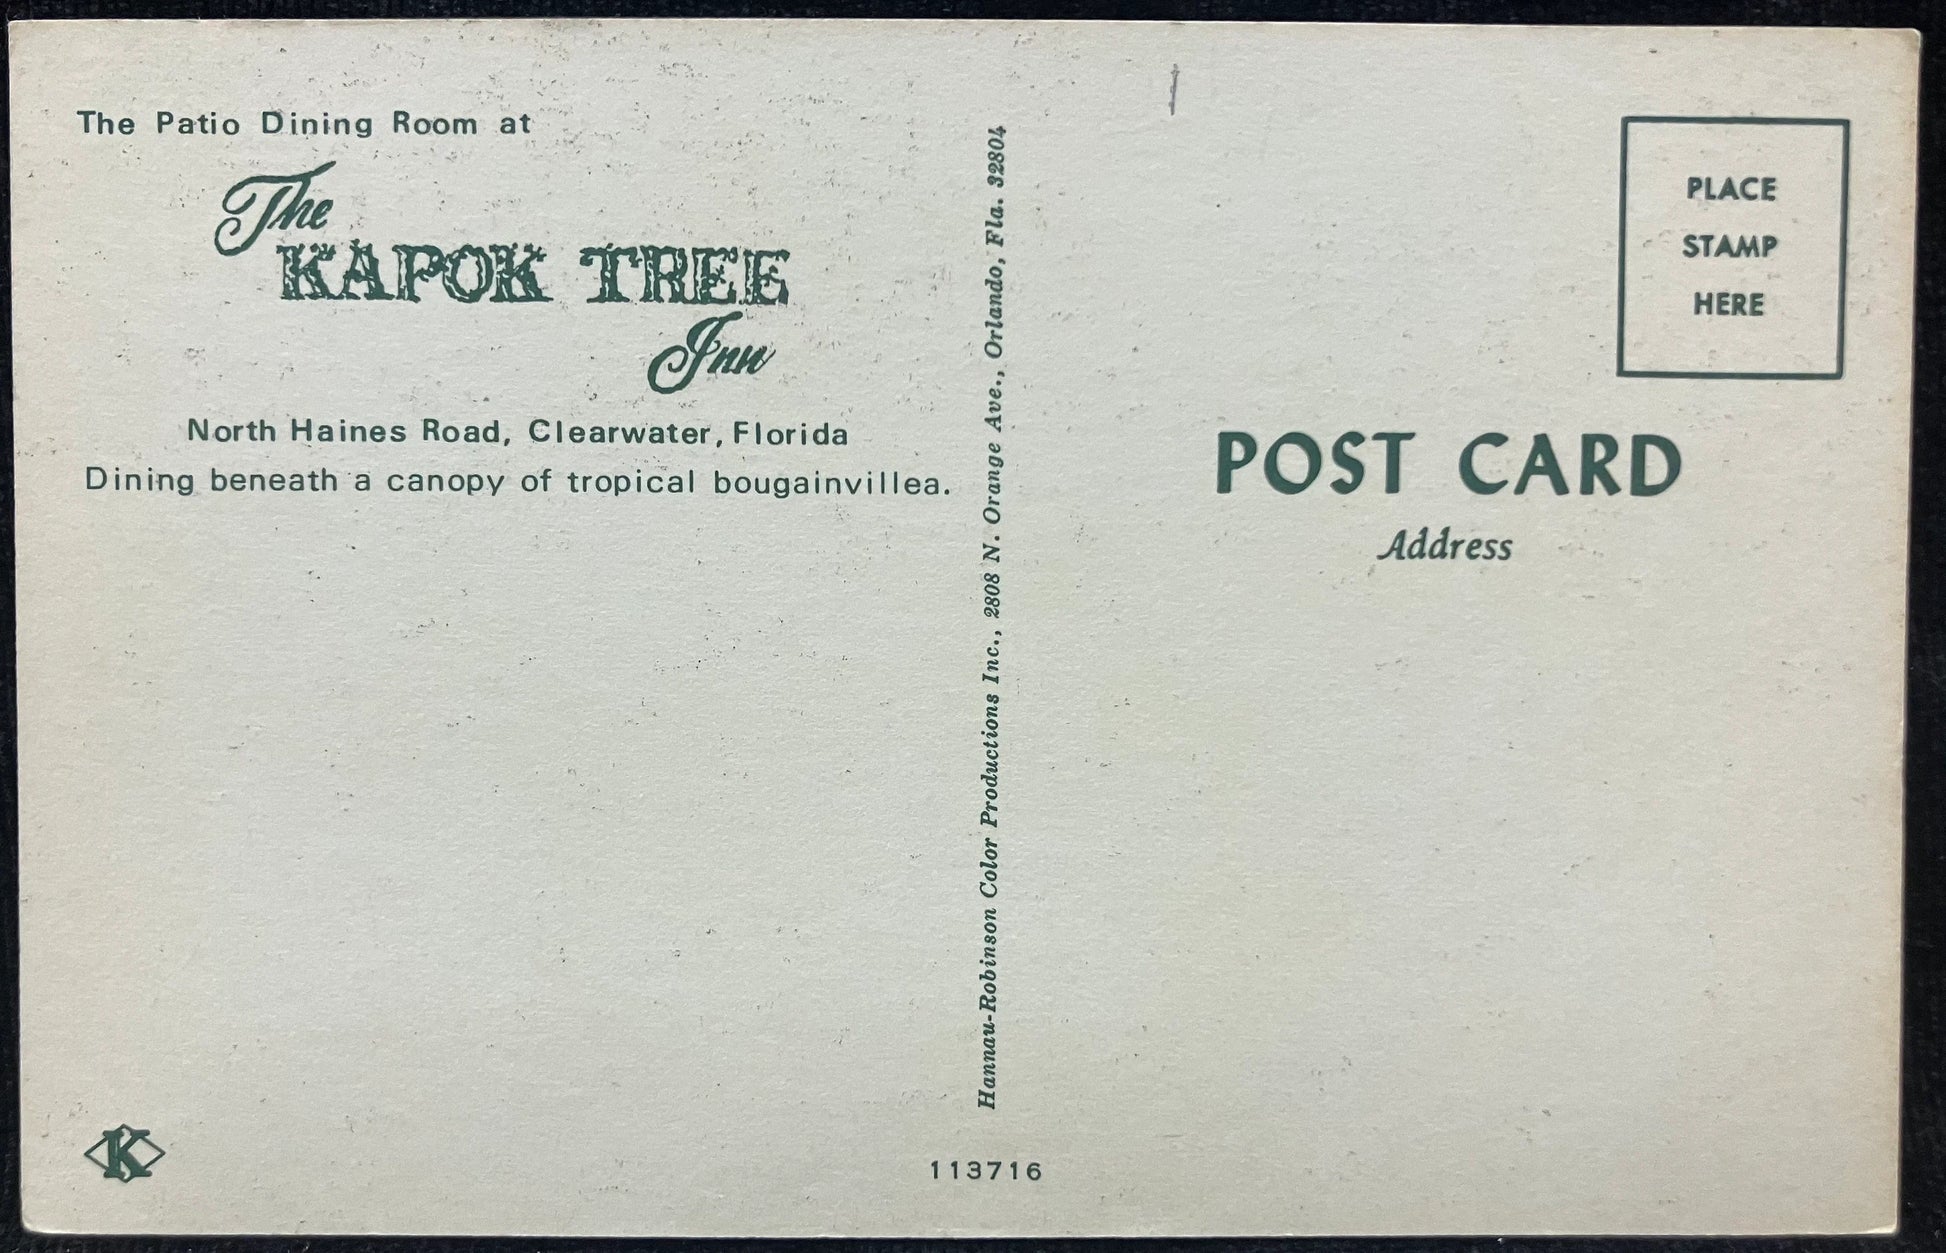 The Patio Dining Room at
The
KAPOK TREE
Inn
North Haines Road, Clearwater, Florida
Dining beneath a canopy of tropical bougainvillea.
K
Hannau-Robinson Color Productions Inc., 2808 N. Orange Ave., Orlando, Fla. 32804
113716
PLACE
STAMP
HERE
POST CARD
Address